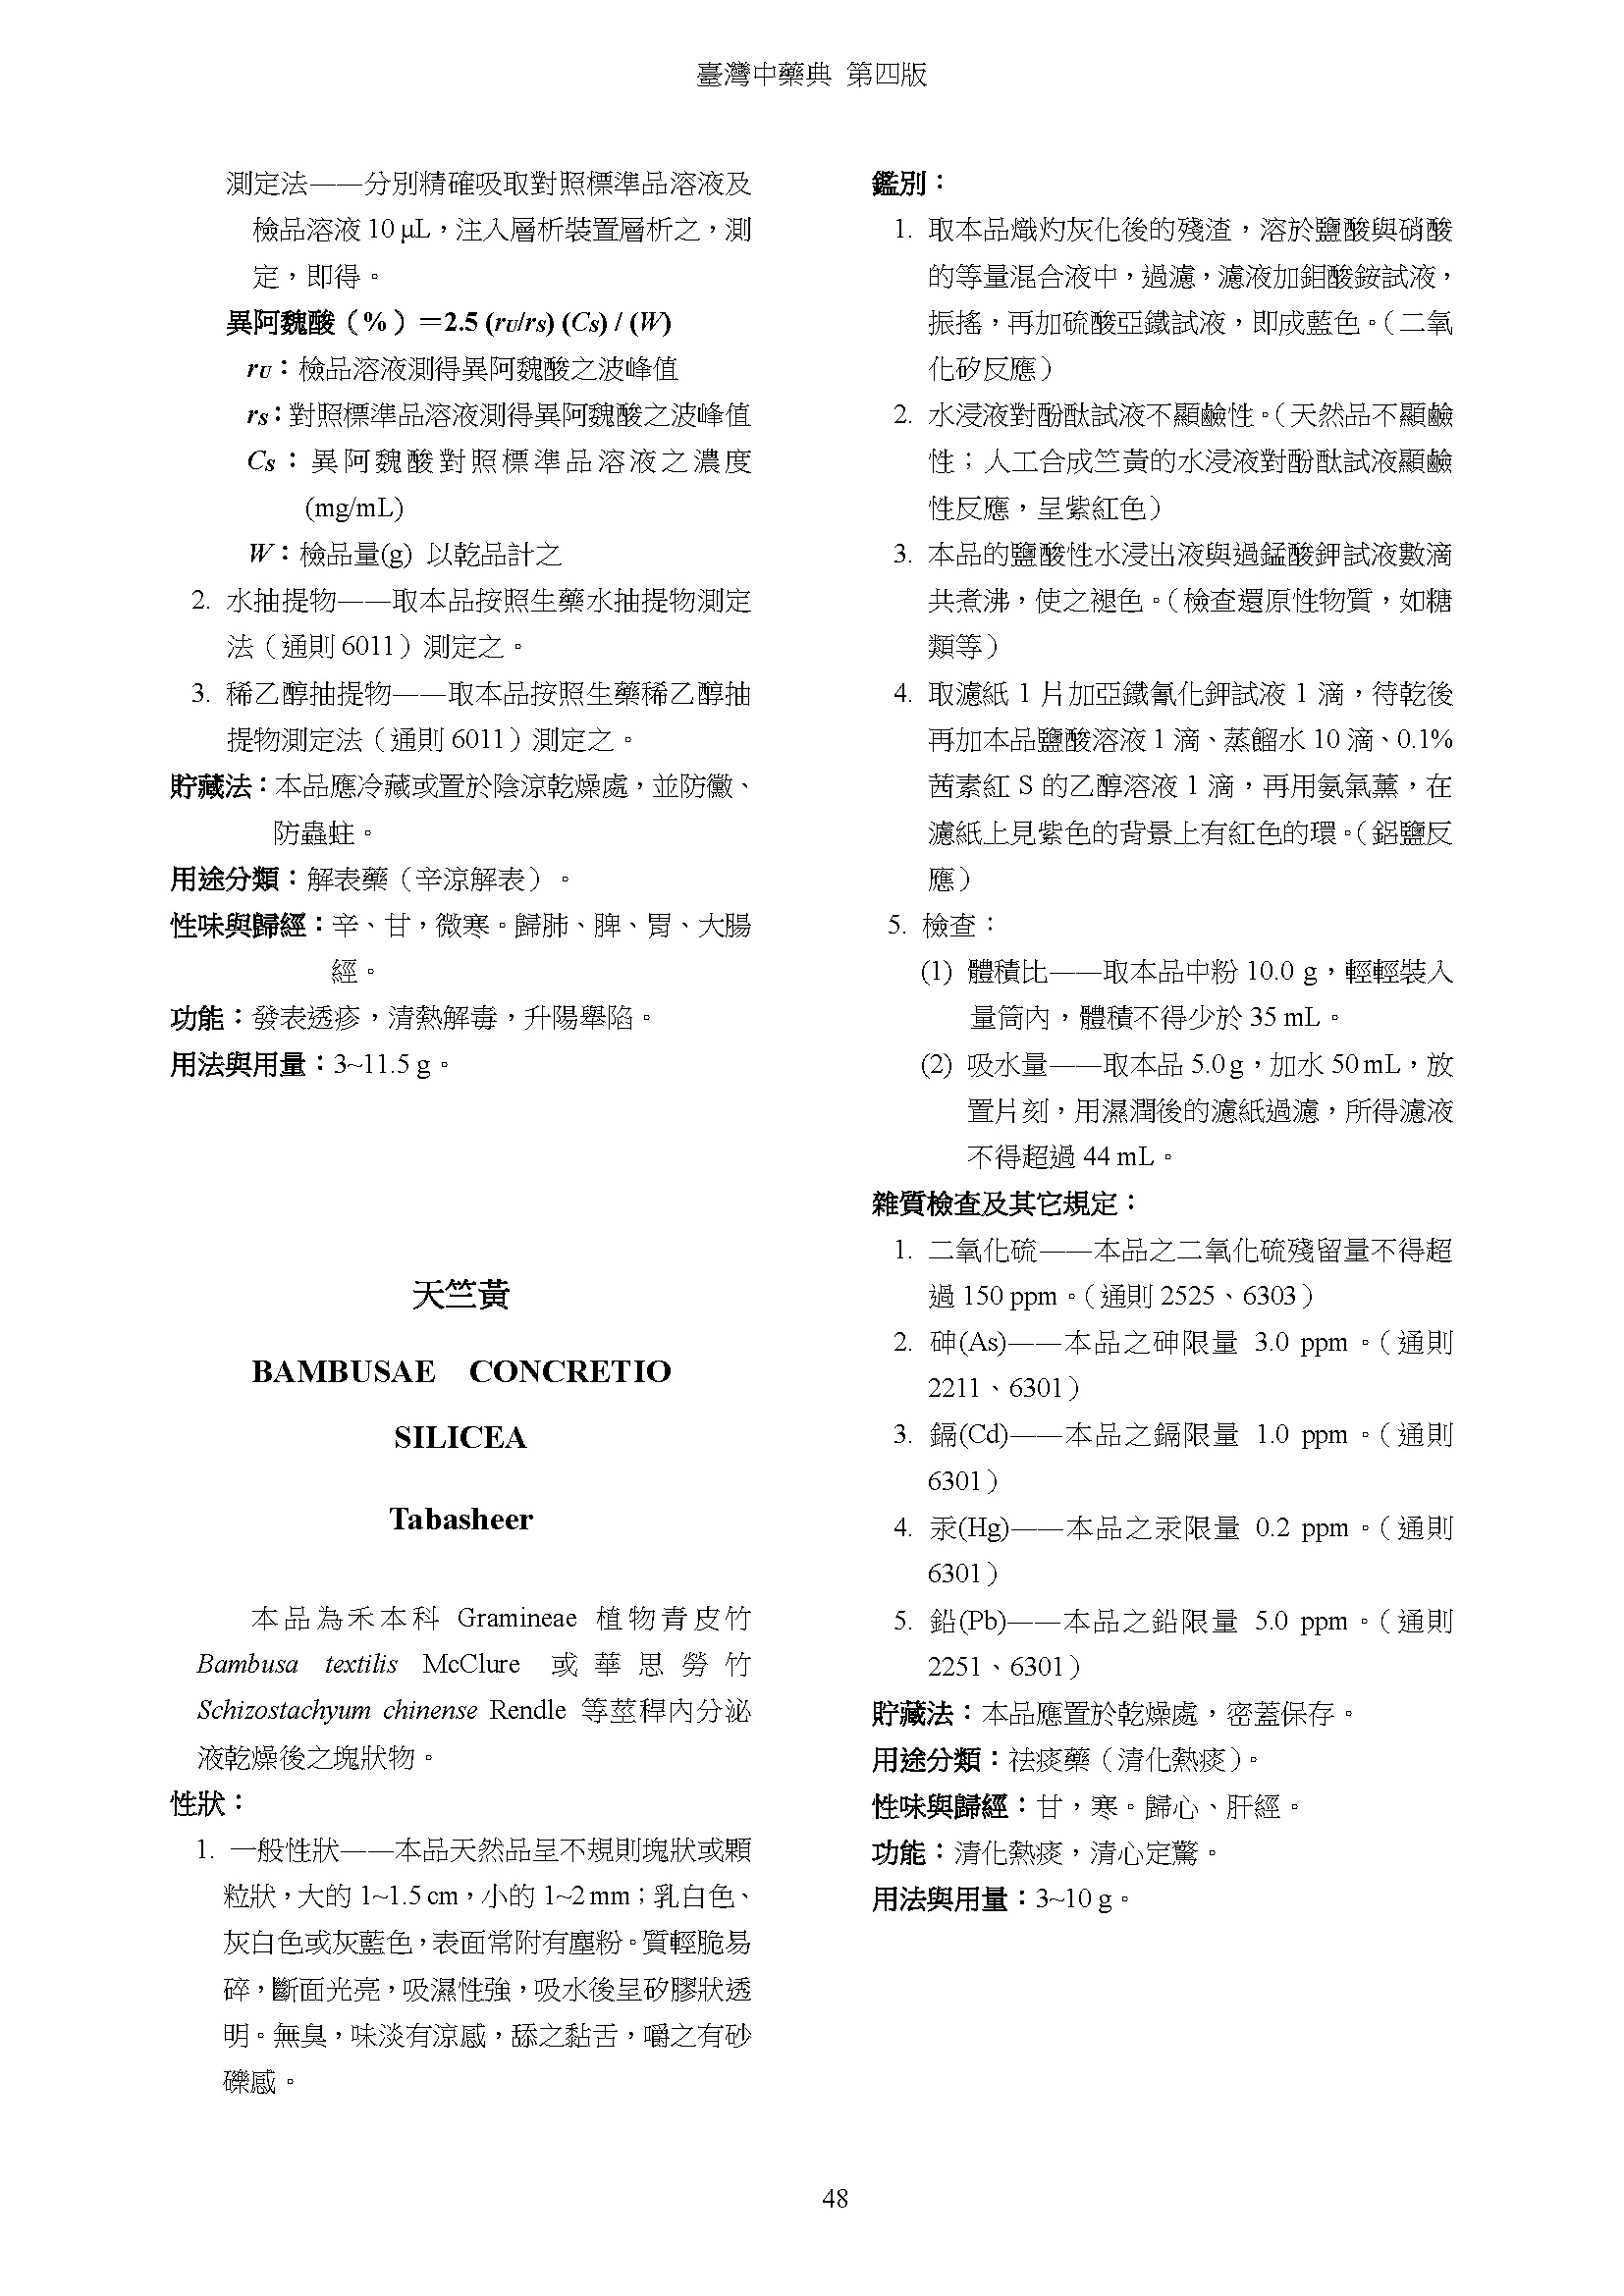 臺灣中藥典 第四版
測定法——分別精確吸取對照標準品溶液及
檢品溶液 10 μL，注入層析裝置層析之，測
定，即得。
異阿魏酸（%）＝2.5 (rU/rS) (CS) / (W)
rU：檢品溶液測得異阿魏酸之波峰值
rS：對照標準品溶液測得異阿魏酸之波峰值
CS：異阿魏酸對照標準品溶液之濃度
(mg/mL)
W：檢品量(g) 以乾品計之
2. 水抽提物——取本品按照生藥水抽提物測定
法（通則 6011）測定之。
3. 稀乙醇抽提物——取本品按照生藥稀乙醇抽
提物測定法（通則 6011）測定之。
貯藏法：本品應冷藏或置於陰涼乾燥處，並防黴、
防蟲蛀。
用途分類：解表藥（辛涼解表）。
性味與歸經：辛、甘，微寒。歸肺、脾、胃、大腸
經。
功能：發表透疹，清熱解毒，升陽舉陷。
用法與用量：3~11.5 g。
天竺黃
BAMBUSAE CONCRETIO
SILICEA
Tabasheer
本品為禾本科 Gramineae 植物青皮竹
Bambusa textilis McClure 或華思勞竹
Schizostachyum chinense Rendle 等莖稈內分泌
液乾燥後之塊狀物。
性狀：
1. 一般性狀——本品天然品呈不規則塊狀或顆
粒狀，大的 1~1.5 cm，小的 1~2 mm；乳白色、
灰白色或灰藍色，表面常附有塵粉。質輕脆易
碎，斷面光亮，吸濕性強，吸水後呈矽膠狀透
明。無臭，味淡有涼感，舔之黏舌，嚼之有砂
礫感。
鑑別：
1. 取本品熾灼灰化後的殘渣，溶於鹽酸與硝酸
的等量混合液中，過濾，濾液加鉬酸銨試液，
振搖，再加硫酸亞鐵試液，即成藍色。（二氧
化矽反應）
2. 水浸液對酚酞試液不顯鹼性。（天然品不顯鹼
性；人工合成竺黃的水浸液對酚酞試液顯鹼
性反應，呈紫紅色）
3. 本品的鹽酸性水浸出液與過錳酸鉀試液數滴
共煮沸，使之褪色。（檢查還原性物質，如糖
類等）
4. 取濾紙 1 片加亞鐵氰化鉀試液 1 滴，待乾後
再加本品鹽酸溶液 1 滴、蒸餾水 10 滴、0.1%
茜素紅 S 的乙醇溶液 1 滴，再用氨氣薰，在
濾紙上見紫色的背景上有紅色的環。（鋁鹽反
應）
5. 檢查：
(1) 體積比——取本品中粉 10.0 g，輕輕裝入
量筒內，體積不得少於 35 mL。
(2) 吸水量——取本品 5.0 g，加水 50 mL，放
置片刻，用濕潤後的濾紙過濾，所得濾液
不得超過 44 mL。
雜質檢查及其它規定：
1. 二氧化硫——本品之二氧化硫殘留量不得超
過 150 ppm。（通則 2525、6303）
2. 砷(As)——本品之砷限量 3.0 ppm。（通則
2211、6301）
3. 鎘(Cd)——本品之鎘限量 1.0 ppm。（通則
6301）
4. 汞(Hg)——本品之汞限量 0.2 ppm。（通則
6301）
5. 鉛(Pb)——本品之鉛限量 5.0 ppm。（通則
2251、6301）
貯藏法：本品應置於乾燥處，密蓋保存。
用途分類：祛痰藥（清化熱痰）。
性味與歸經：甘，寒。歸心、肝經。
功能：清化熱痰，清心定驚。
用法與用量：3~10 g。
48